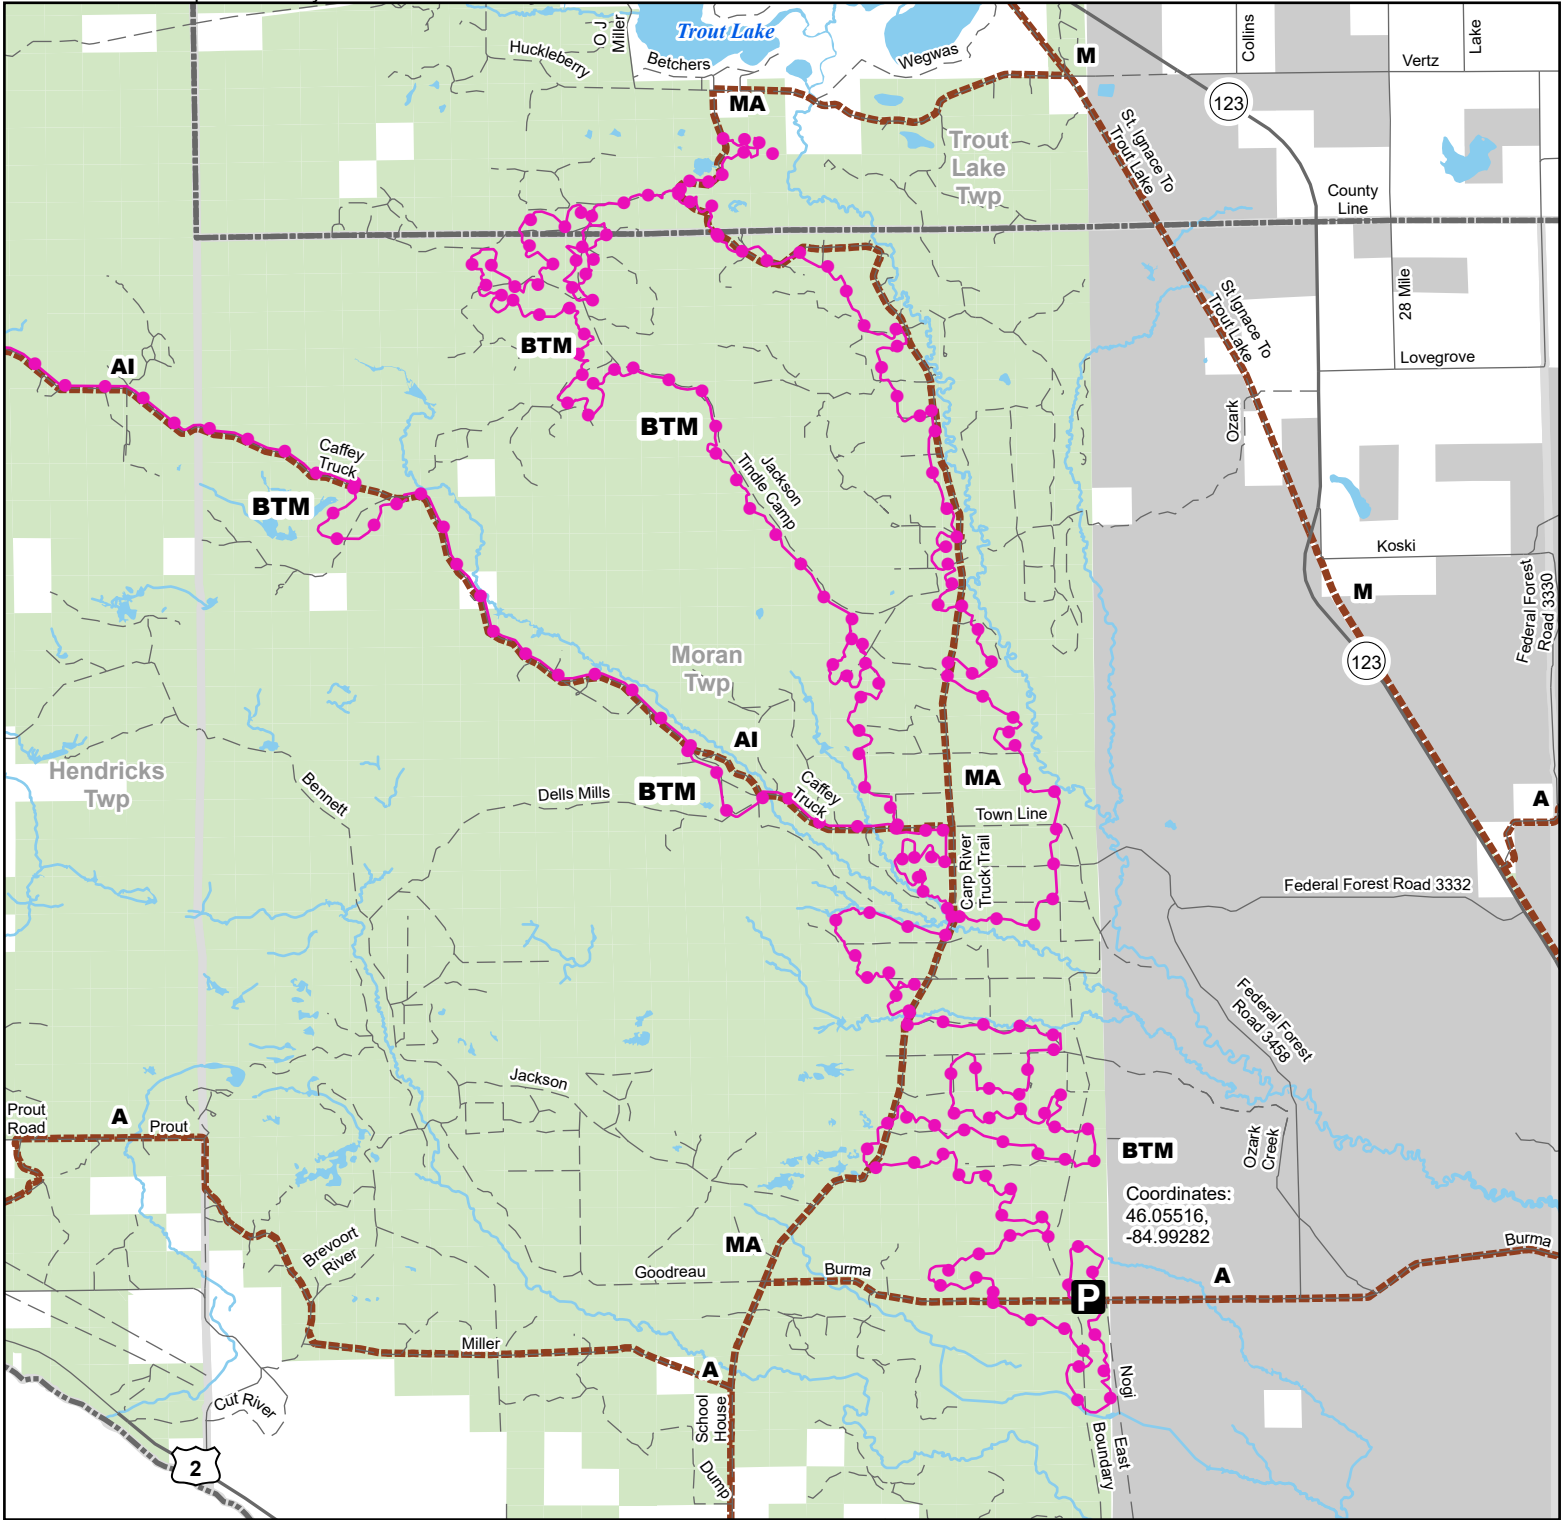 O J
Miller
Trout Lake
Huckleberry
Betchers
Wegwas
M
Collins
Lake
Vertz
123
MA
Trout
Lake
Twp
St. Ignace To
Trout Lake
County
Line
28 Mile
St Ignace To
Trout Lake
BTM
AI
Lovegrove
Ozark
BTM
Caffey
Truck
BTM
Jackson
Tindle Camp
Koski
M
Federal Forest
Road 3330
123
Moran
Twp
Hendricks
Twp
AI
Bennett
Dells Mills
BTM
Caffey
Truck
MA
Town Line
A
Carp River
Truck Trail
Federal Forest Road 3332
Federal Forest
Road 3458
Jackson
Prout
Road
A
Prout
Ozark
Creek
BTM
Coordinates:
46.05516,
-84.99282
Brevoort
River
MA
Goodreau
Burma
A
Burma
P
Miller
A
Nogi
Cut River
School
House
East
Boundary
Dump
2